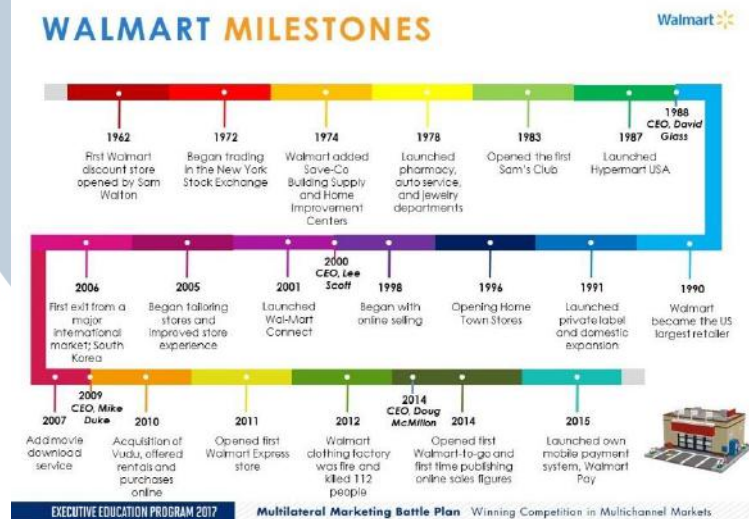 WALMART MILESTONES
Walmart
1962
First Walmart
discount store
opened by Sam
Walton
1972
Began trading
in the New York
Stock Exchange
1974
Walmart added
Save-Co
Building Supply
and Home
Improvement
Centers
1978
Launched
pharmacy,
auto service,
and jewelry
departments
1983
Opened the first
Sam's Club
1987
Launched
Hypermart USA
1988
CEO, David
Glass
2006
First exit from a
major
international
market; South
Korea
2005
Began tailoring
stores and
improved store
experience
2001
Launched
Wal-Mart
Connect
2000
CEO, Lee
Scott
1998
Began with
online selling
1996
Opening Home
Town Stores
1991
Launched
private label
and domestic
expansion
1990
Walmart
became the US
largest retailer
2007
Add movie
download
service
2009
CEO, Mike
Duke
2010
Acquisition of
Vudu, offered
rentals and
purchases
online
2011
Opened first
Walmart Express
store
2012
Walmart
clothing factory
was fire and
killed 112
people
2014
CEO, Doug
McMillon
2014
Opened first
Walmart-to-go and
first time publishing
online sales figures
2015
Launched own
mobile payment
system, Walmart
Pay
EXECUTIVE EDUCATION PROGRAM 2017
Multilateral Marketing Battle Plan Winning Competition in Multichannel Markets